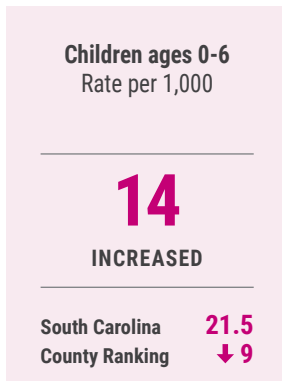 Children ages 0-6
Rate per 1,000
14
INCREASED
South Carolina 21.5
County Ranking ↓ 9